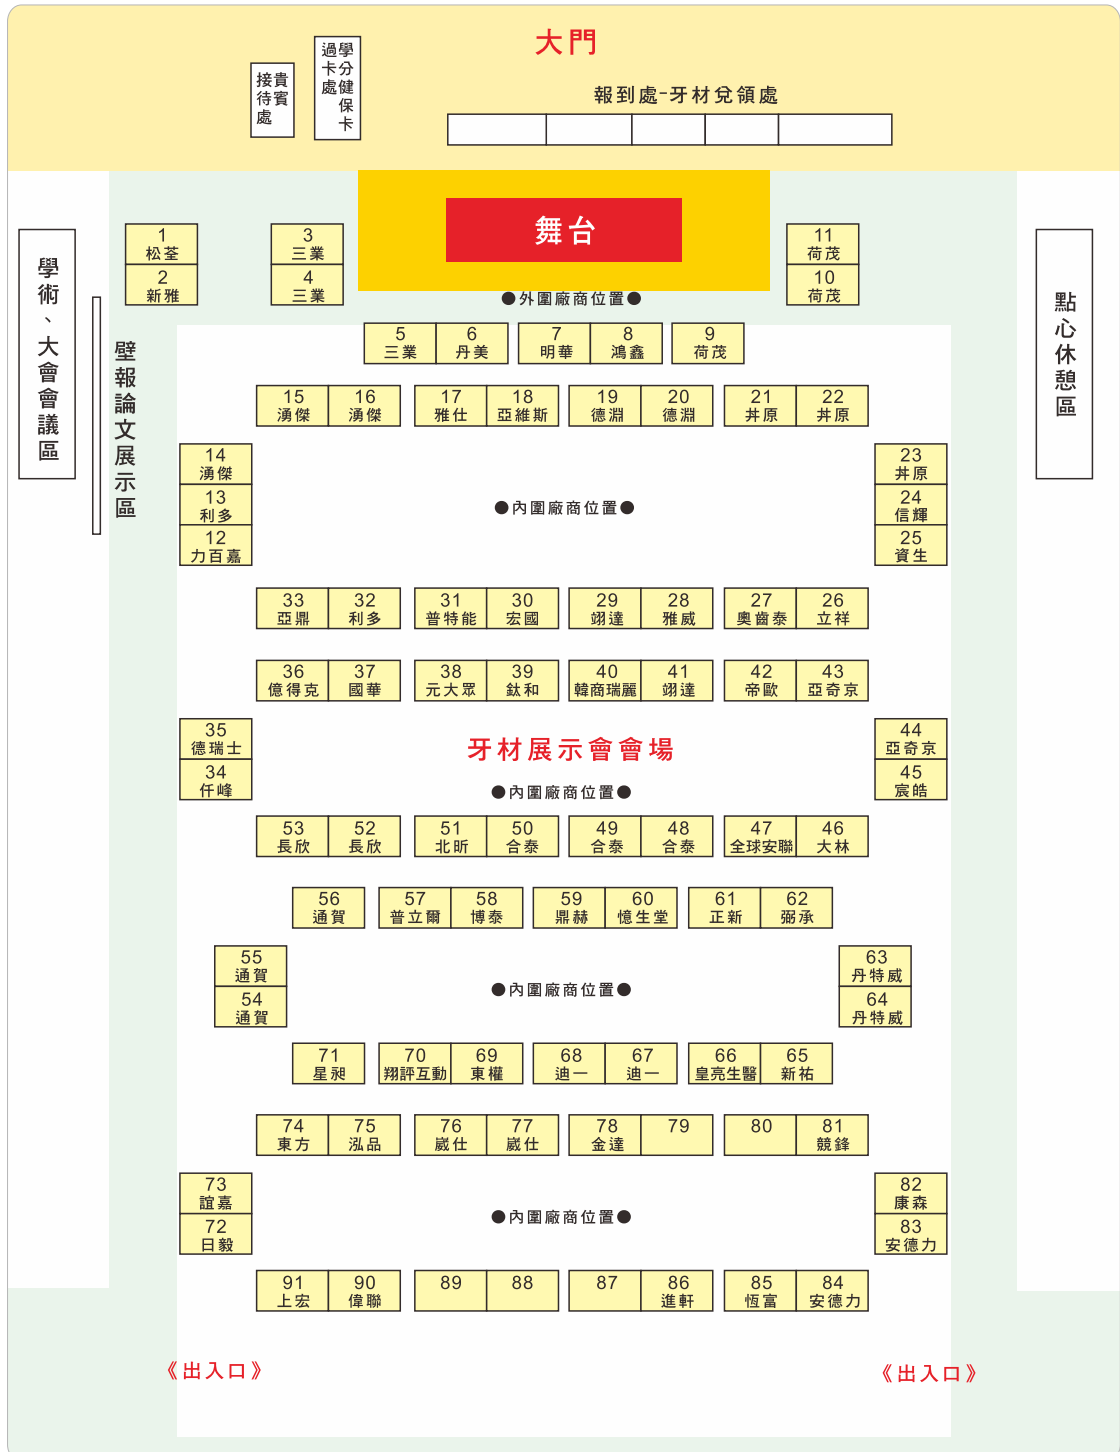 大門
學分健保卡
過卡處
貴賓
接待處
報到處-牙材兌領處
舞台
1
松荃
2
新雅
3
三業
4
三業
11
荷茂
10
荷茂
學術、大會會議區
壁報論文展示區
點心休憩區
●外圍廠商位置●
5
三業
6
丹美
7
明華
8
鴻鑫
9
荷茂
15
湧傑
16
湧傑
17
雅仕
18
亞維斯
19
德淵
20
德淵
21
丼原
22
丼原
14
湧傑
13
利多
12
力百嘉
●內圍廠商位置●
23
丼原
24
信輝
25
資生
33
亞鼎
32
利多
31
普特能
30
宏國
29
翊達
28
雅威
27
奧齒泰
26
立祥
36
億得克
37
國華
38
元大眾
39
鈦和
40
韓商瑞麗
41
翊達
42
帝歐
43
亞奇京
35
德瑞士
34
仟峰
牙材展示會會場
●內圍廠商位置●
44
亞奇京
45
宸皓
53
長欣
52
長欣
51
北昕
50
合泰
49
合泰
48
合泰
47
全球安聯
46
大林
56
通賀
57
普立爾
58
博泰
59
鼎赫
60
憶生堂
61
正新
62
弼承
55
通賀
54
通賀
●內圍廠商位置●
63
丹特威
64
丹特威
71
星昶
70
翔評互動
69
東權
68
迪一
67
迪一
66
皇亮生醫
65
新祐
74
東方
75
泓品
76
崴仕
77
崴仕
78
金達
79
80
81
競鋒
73
誼嘉
72
日毅
●內圍廠商位置●
82
康森
83
安德力
91
上宏
90
偉聯
89
88
87
86
進軒
85
恆富
84
安德力
《出入口》
《出入口》